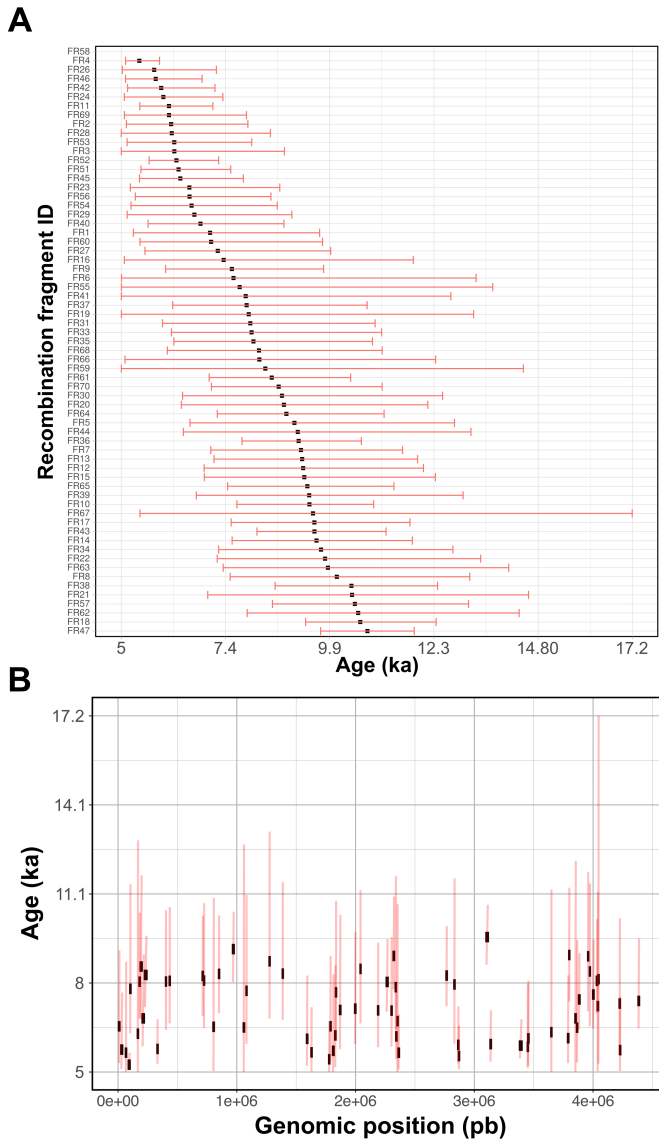 A
FR58
FR4
FR26
FR46
FR42
FR24
FR11
FR69
FR2
FR28
FR53
FR3
FR52
FR51
FR45
FR23
FR56
FR54
FR29
FR40
FR1
FR60
FR27
FR16
FR9
FR6
FR55
FR41
FR37
FR19
FR31
FR33
FR35
FR68
FR66
FR59
FR61
FR70
FR30
FR20
FR64
FR5
FR44
FR36
FR7
FR13
FR12
FR15
FR65
FR39
FR10
FR67
FR17
FR43
FR14
FR34
FR22
FR63
FR8
FR38
FR21
FR57
FR62
FR18
FR47
Recombination fragment ID
5 7.4 9.9 12.3 14.80 17.2
Age (ka)
B
17.2
14.1
11.1
8
5
Age (ka)
0e+00 1e+06 2e+06 3e+06 4e+06
Genomic position (pb)